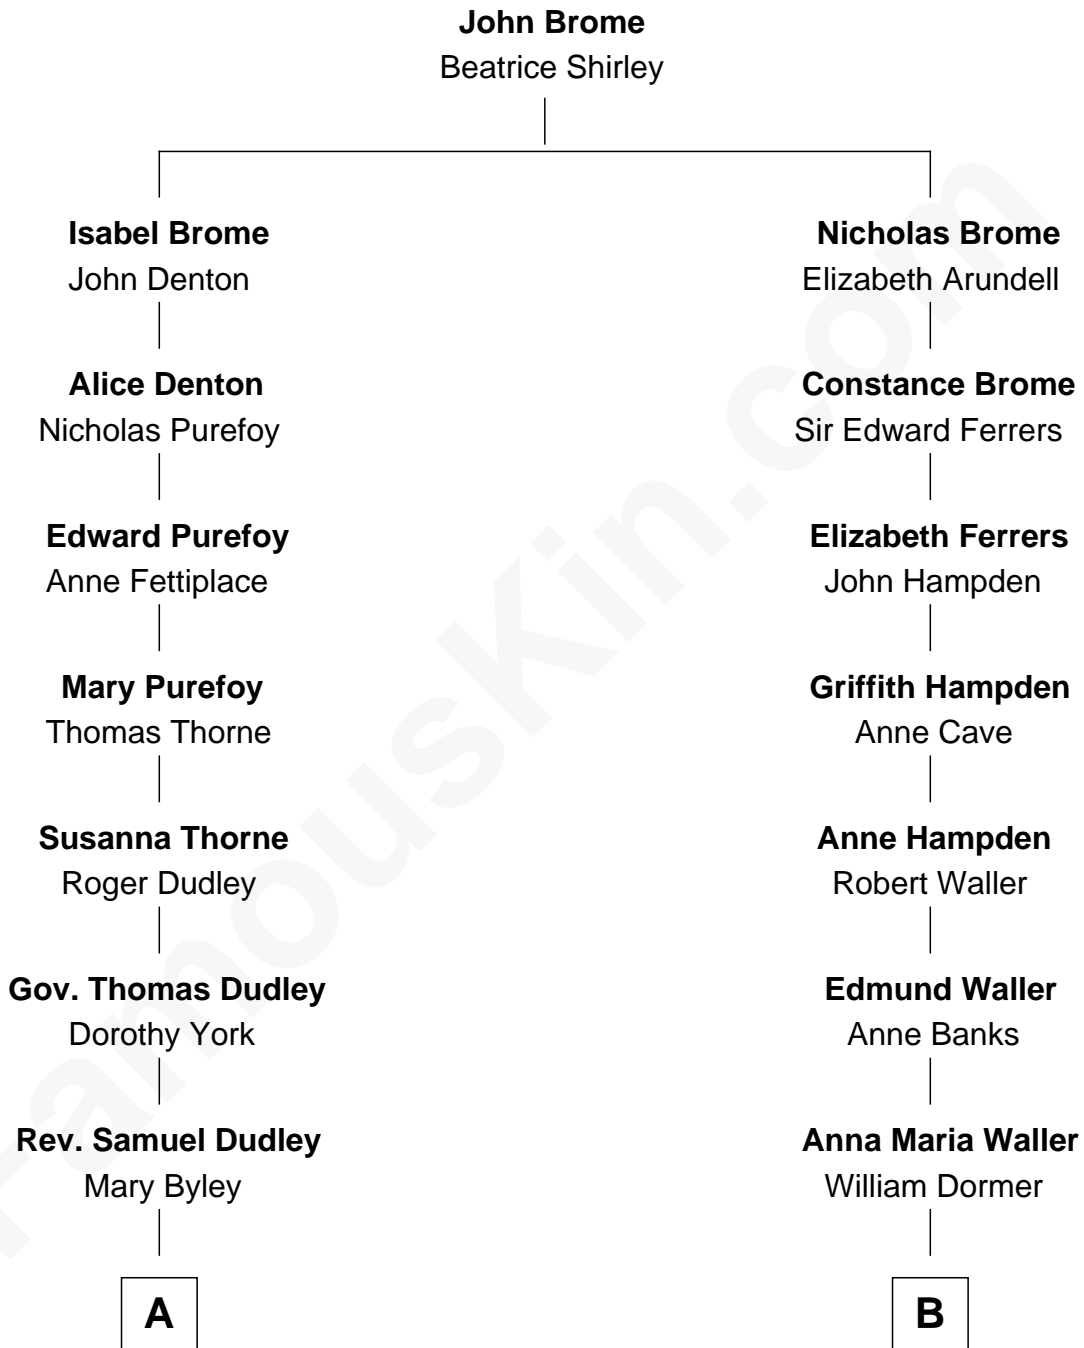 John Brome
Beatrice Shirley
Isabel Brome
John Denton
Nicholas Brome
Elizabeth Arundell
Alice Denton
Nicholas Purefoy
Constance Brome
Sir Edward Ferrers
Edward Purefoy
Anne Fettiplace
Elizabeth Ferrers
John Hampden
Mary Purefoy
Thomas Thorne
Griffith Hampden
Anne Cave
Susanna Thorne
Roger Dudley
Anne Hampden
Robert Waller
Gov. Thomas Dudley
Dorothy York
Edmund Waller
Anne Banks
Rev. Samuel Dudley
Mary Byley
Anna Maria Waller
William Dormer
A
B
FamousKin.com